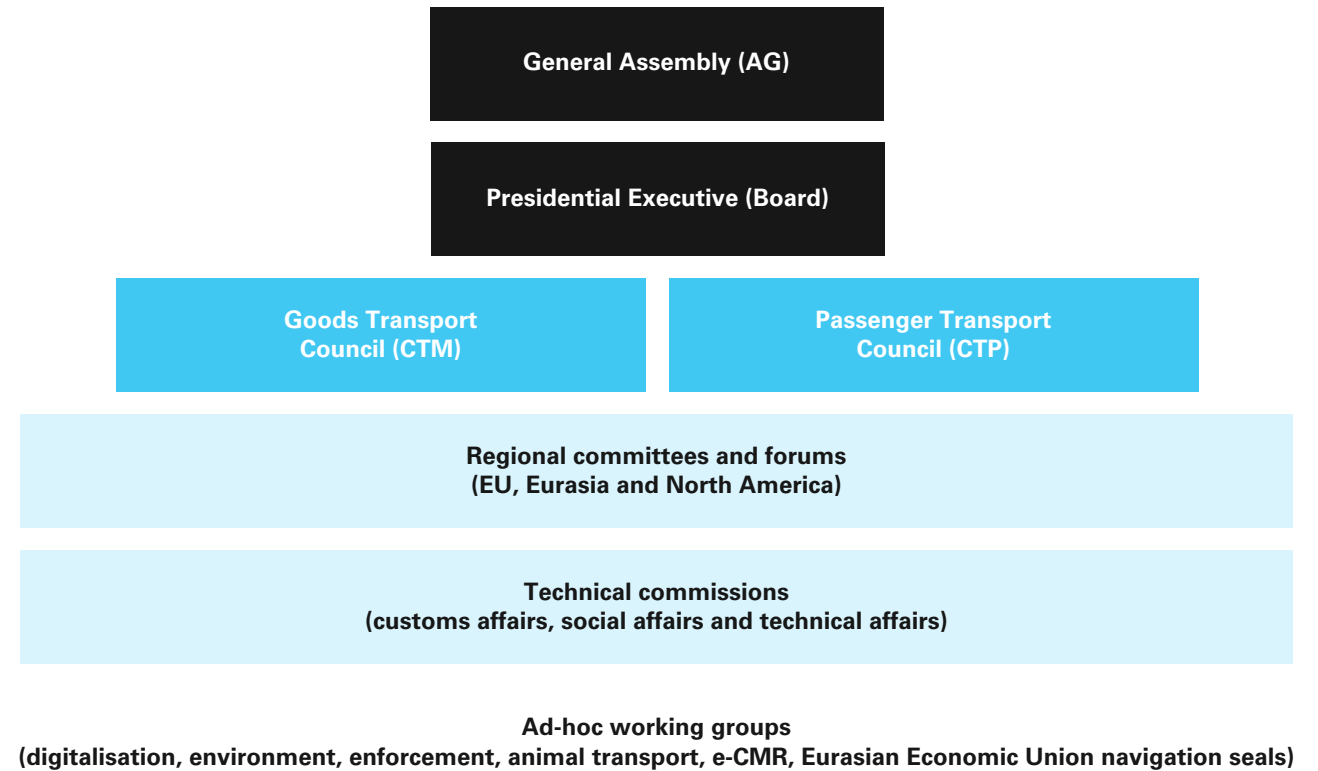 General Assembly (AG)
Presidential Executive (Board)
Goods Transport
Council (CTM)
Passenger Transport
Council (CTP)
Regional committees and forums
(EU, Eurasia and North America)
Technical commissions
(customs affairs, social affairs and technical affairs)
Ad-hoc working groups
(digitalisation, environment, enforcement, animal transport, e-CMR, Eurasian Economic Union navigation seals)